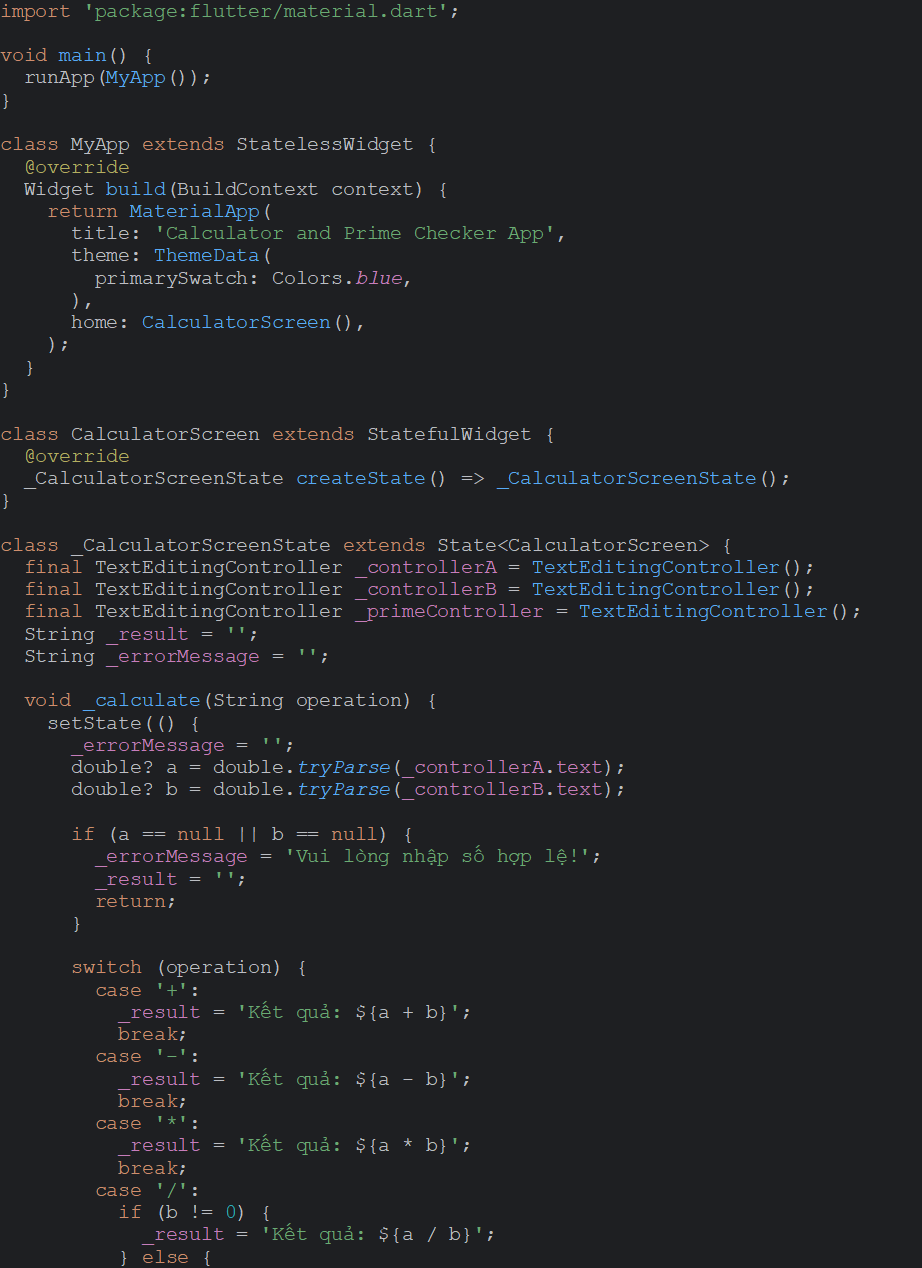 import 'package:flutter/material.dart';

void main() {
  runApp(MyApp());
}

class MyApp extends StatelessWidget {
  @override
  Widget build(BuildContext context) {
    return MaterialApp(
      title: 'Calculator and Prime Checker App',
      theme: ThemeData(
        primarySwatch: Colors.blue,
      ),
      home: CalculatorScreen(),
    );
  }
}

class CalculatorScreen extends StatefulWidget {
  @override
  _CalculatorScreenState createState() => _CalculatorScreenState();
}

class _CalculatorScreenState extends State<CalculatorScreen> {
  final TextEditingController _controllerA = TextEditingController();
  final TextEditingController _controllerB = TextEditingController();
  final TextEditingController _primeController = TextEditingController();
  String _result = '';
  String _errorMessage = '';

  void _calculate(String operation) {
    setState(() {
      _errorMessage = '';
      double? a = double.tryParse(_controllerA.text);
      double? b = double.tryParse(_controllerB.text);

      if (a == null || b == null) {
        _errorMessage = 'Vui lòng nhập số hợp lệ!';
        _result = '';
        return;
      }

      switch (operation) {
        case '+':
          _result = 'Kết quả: ${a + b}';
          break;
        case '-':
          _result = 'Kết quả: ${a - b}';
          break;
        case '*':
          _result = 'Kết quả: ${a * b}';
          break;
        case '/':
          if (b != 0) {
            _result = 'Kết quả: ${a / b}';
          } else {